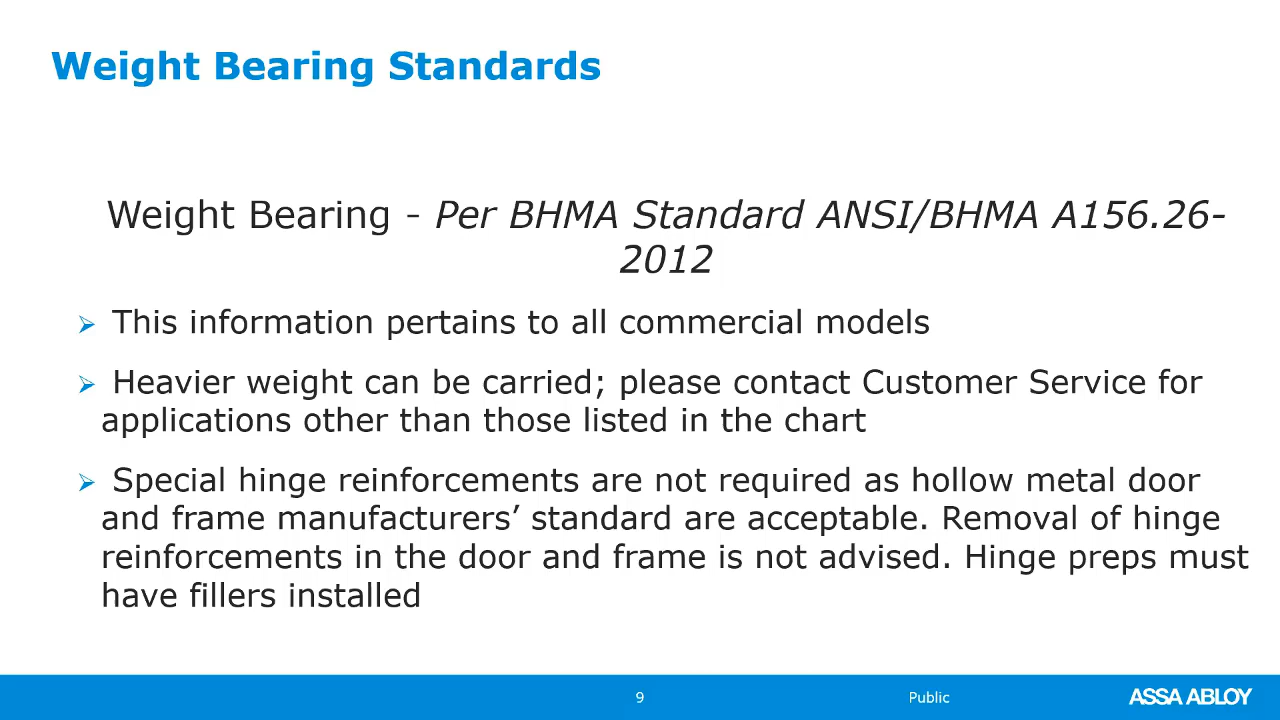 Weight Bearing Standards
Weight Bearing - Per BHMA Standard ANSI/BHMA A156.26-
2012
➢ This information pertains to all commercial models
➢ Heavier weight can be carried; please contact Customer Service for
applications other than those listed in the chart
➢ Special hinge reinforcements are not required as hollow metal door
and frame manufacturers’ standard are acceptable. Removal of hinge
reinforcements in the door and frame is not advised. Hinge preps must
have fillers installed
9 Public ASSA ABLOY